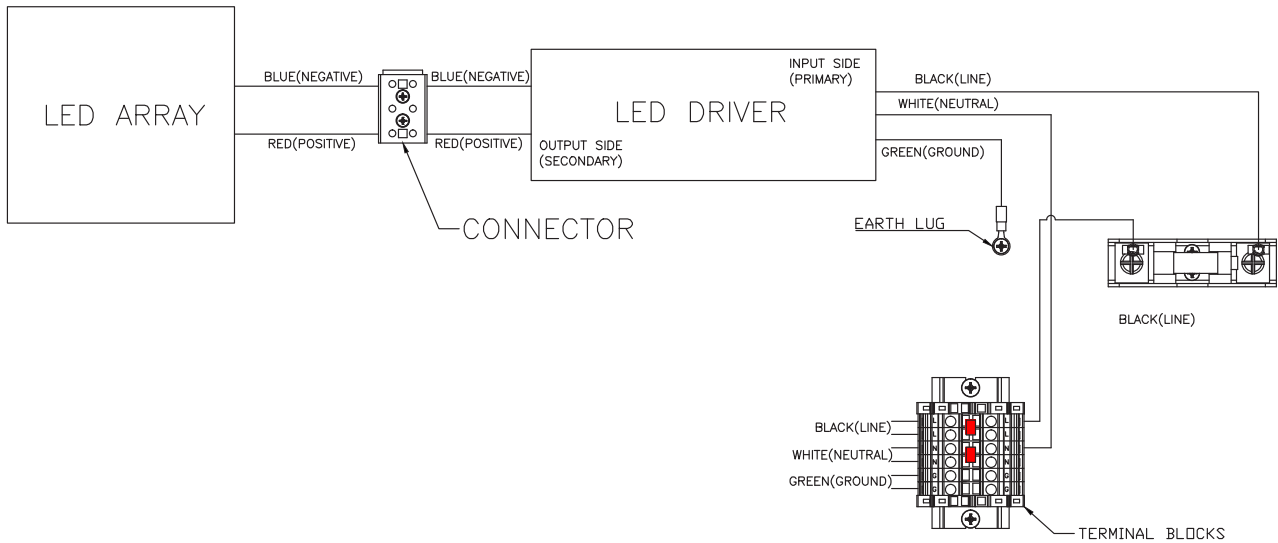 LED ARRAY
BLUE(NEGATIVE)
RED(POSITIVE)
BLUE(NEGATIVE)
RED(POSITIVE)
CONNECTOR
INPUT SIDE
(PRIMARY)
LED DRIVER
OUTPUT SIDE
(SECONDARY)
BLACK(LINE)
WHITE(NEUTRAL)
GREEN(GROUND)
EARTH LUG
BLACK(LINE)
BLACK(LINE)
WHITE(NEUTRAL)
GREEN(GROUND)
L L
L L
N N
N N
G G
G G
TERMINAL BLOCKS